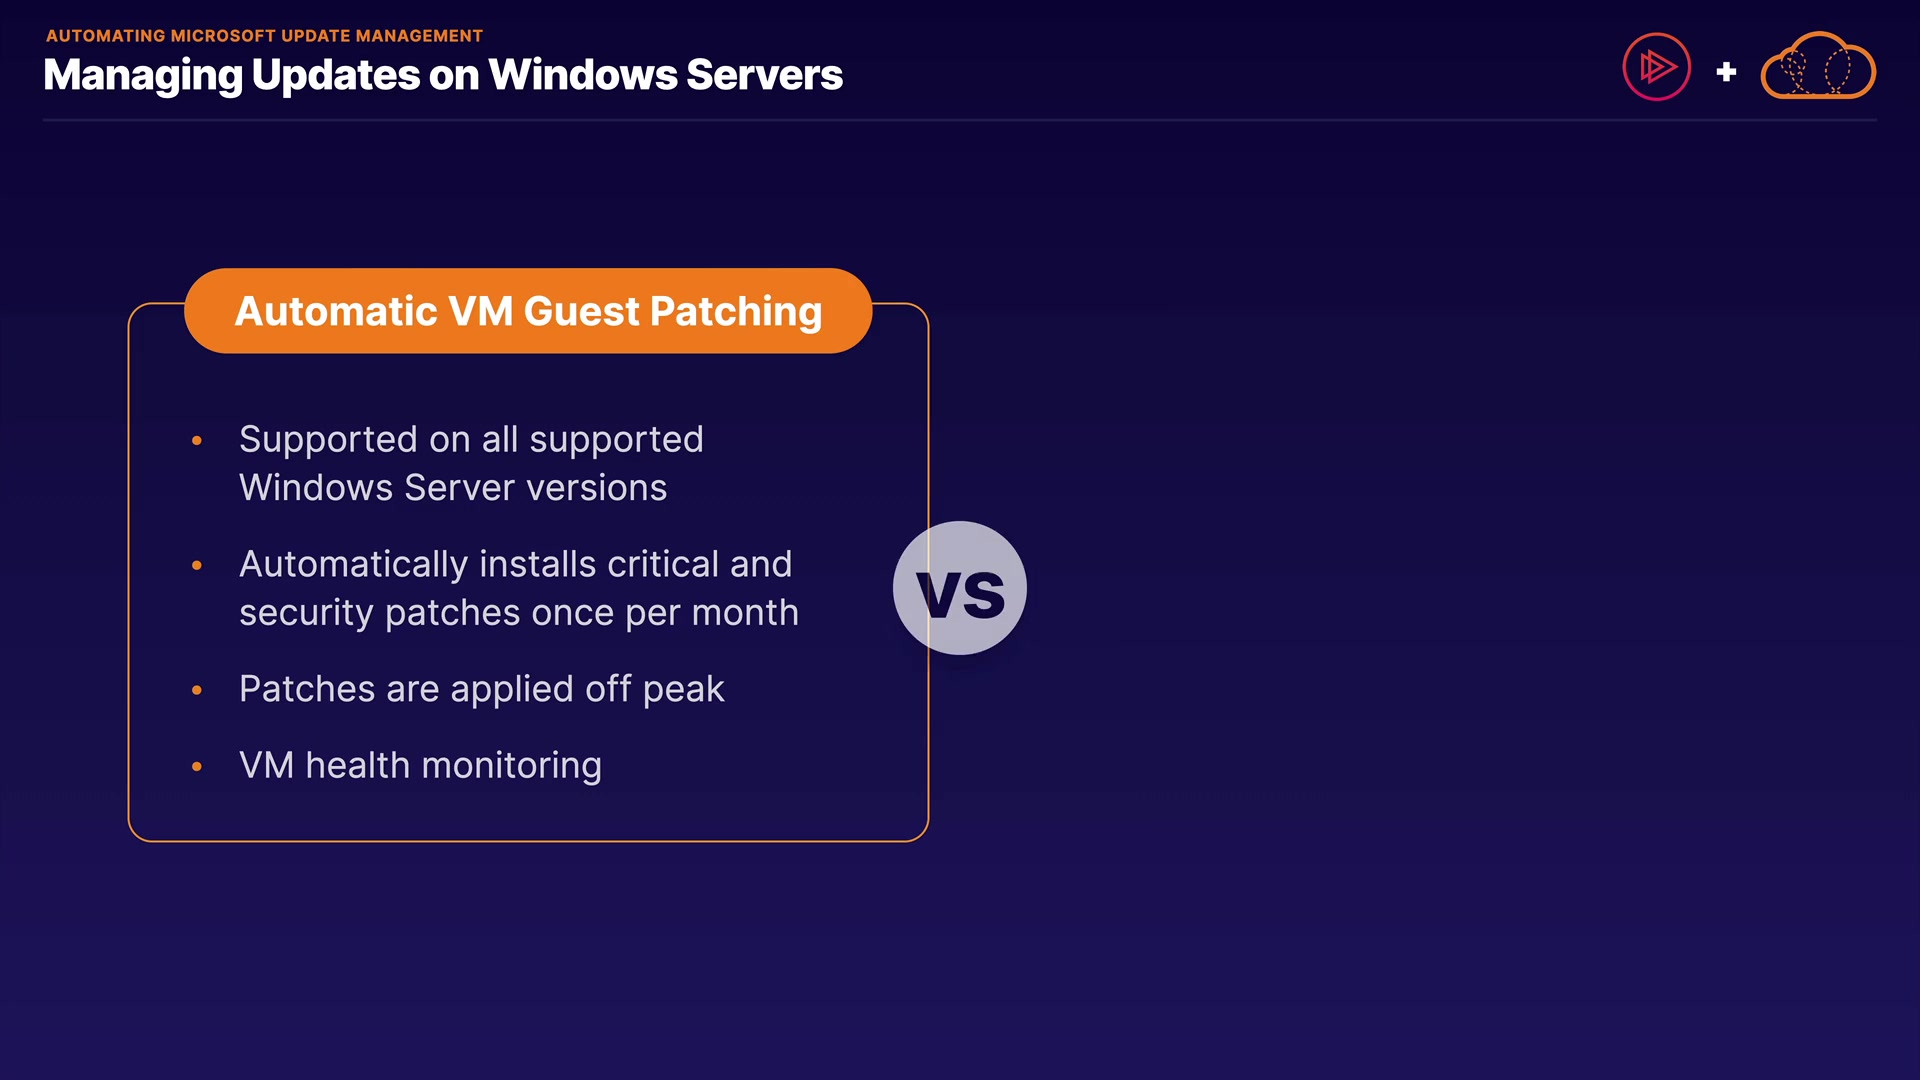 AUTOMATING MICROSOFT UPDATE MANAGEMENT
Managing Updates on Windows Servers
+
Automatic VM Guest Patching
• Supported on all supported
Windows Server versions
• Automatically installs critical and
security patches once per month
• Patches are applied off peak
• VM health monitoring
VS